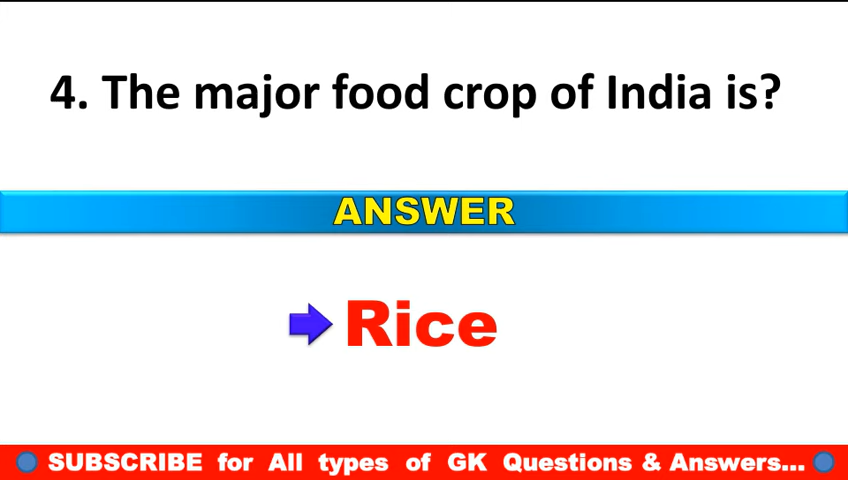 4. The major food crop of India is?
ANSWER
Rice
SUBSCRIBE for All types of GK Questions & Answers...